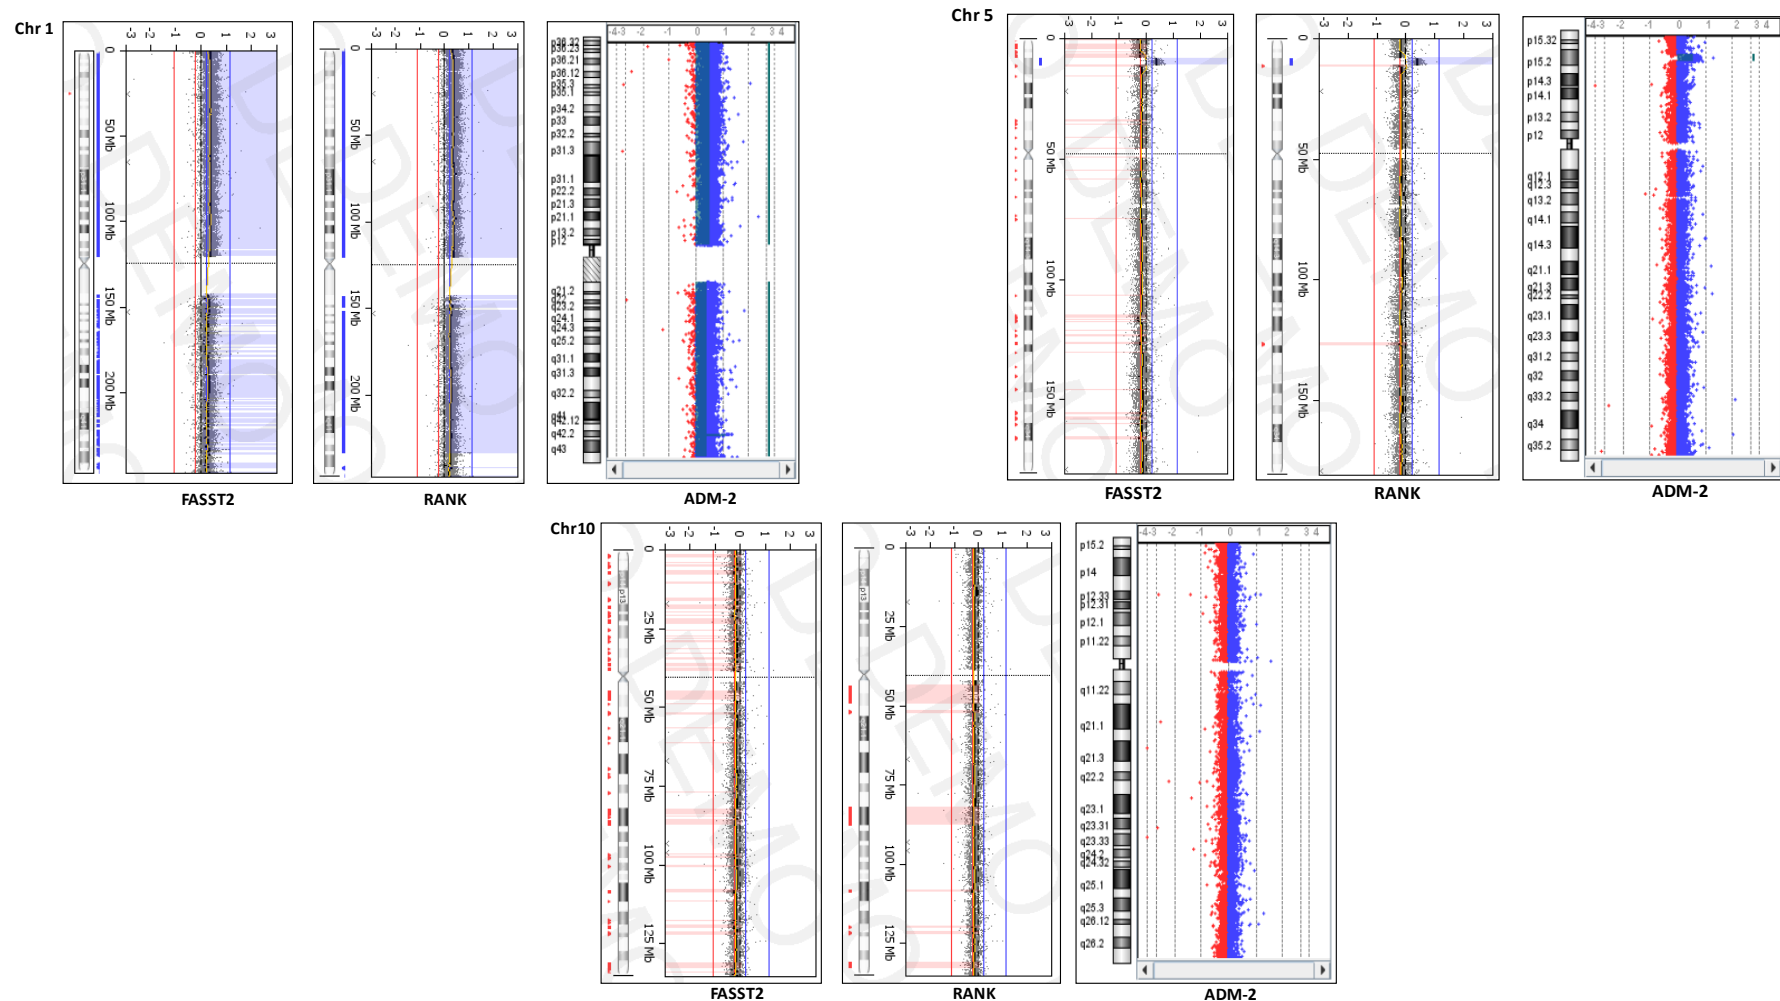 Chr 1
-3 -2 -1 0 1 2 3
0
50 Mb
100 Mb
150 Mb
200 Mb
FASST2
-3 -2 -1 0 1 2 3
0
50 Mb
100 Mb
150 Mb
200 Mb
RANK
-4 -3 -2 -1 0 1 2 3 4
p36.21
p36.12
p35.3
p35.1
p34.2
p33
p32.2
p31.3
p31.1
p22.2
p21.3
p21.1
p13.2
p12
q21.2
q23.2
q24.1
q24.3
q25.2
q31.1
q31.3
q32.2
q41
q42.12
q42.2
q43
ADM-2
Chr 5
-3 -2 -1 0 1 2 3
0
50 Mb
100 Mb
150 Mb
FASST2
-3 -2 -1 0 1 2 3
0
50 Mb
100 Mb
150 Mb
RANK
-4 -3 -2 -1 0 1 2 3 4
p15.32
p15.2
p14.3
p14.1
p13.2
p12
q12.1
q12.3
q13.2
q14.1
q14.3
q21.1
q21.3
q22.2
q23.1
q23.3
q31.2
q32
q33.2
q34
q35.2
ADM-2
Chr10
-3 -2 -1 0 1 2 3
0
p13
25 Mb
50 Mb
75 Mb
100 Mb
125 Mb
FASST2
-3 -2 -1 0 1 2 3
0
p13
25 Mb
50 Mb
75 Mb
100 Mb
125 Mb
RANK
-4 -3 -2 -1 0 1 2 3 4
p15.2
p14
p12.33
p12.31
p12.1
p11.22
q11.22
q21.1
q21.3
q22.2
q23.1
q23.31
q23.33
q24.2
q24.32
q25.1
q25.3
q26.12
q26.2
ADM-2
DEMO